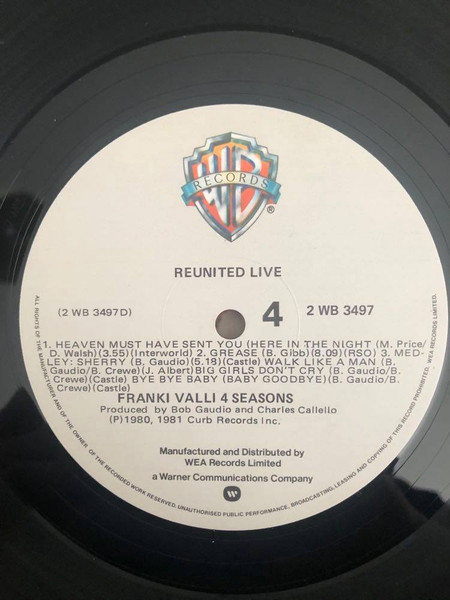 RECORDS
®
REUNITED LIVE
(2 WB 3497D)
4
2 WB 3497
1. HEAVEN MUST HAVE SENT YOU (HERE IN THE NIGHT (M. Price/
D. Walsh)(3.55)(Interworld) 2. GREASE (B. Gibb)(8.09)(RSO) 3. MED-
LEY: SHERRY (B. Gaudio)(5.18)(Castle) WALK LIKE A MAN (B.
Gaudio/B. Crewe)(J. Albert)BIG GIRLS DON'T CRY (B. Gaudio/B.
Crewe)(Castle) BYE BYE BABY (BABY GOODBYE)(B. Gaudio/B.
Crewe)(Castle)
FRANKI VALLI 4 SEASONS
Produced by Bob Gaudio and Charles Callello
(P)1980, 1981 Curb Records Inc.
Manufactured and Distributed by
WEA Records Limited
a Warner Communications Company
ALL RIGHTS OF THE MANUFACTURER AND OF THE OWNER OF THE RECORDED WORK RESERVED. UNAUTHORISED PUBLIC PERFORMANCE, BROADCASTING, LEASING AND COPYING OF THIS RECORD PROHIBITED. WEA RECORDS LIMITED.